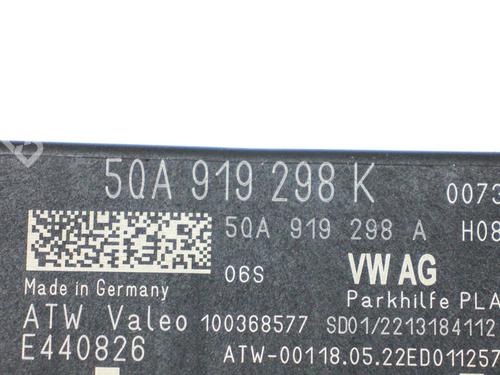 5QA 919 298 K 0073
5QA 919 298 A H08
06S VW AG
Made in Germany Parkhilfe PLA
ATW Valeo 100368577 SD01/2213184112
E440826 ATW-00118.05.22ED011257